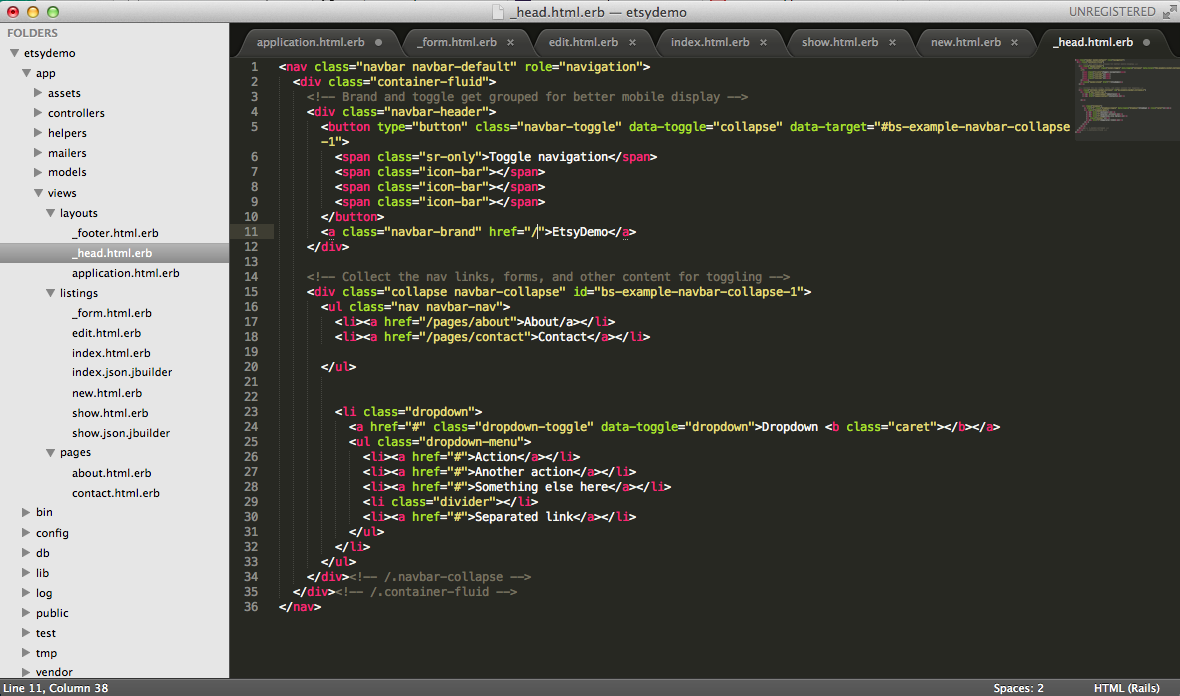 _head.html.erb — etsydemo
UNREGISTERED
FOLDERS
etsydemo
app
assets
controllers
helpers
mailers
models
views
layouts
_footer.html.erb
_head.html.erb
application.html.erb
listings
_form.html.erb
edit.html.erb
index.html.erb
index.json.jbuilder
new.html.erb
show.html.erb
show.json.jbuilder
pages
about.html.erb
contact.html.erb
bin
config
db
lib
log
public
test
tmp
vendor
application.html.erb
_form.html.erb
edit.html.erb
index.html.erb
show.html.erb
new.html.erb
_head.html.erb
1 <nav class="navbar navbar-default" role="navigation">
2 <div class="container-fluid">
3 <!-- Brand and toggle get grouped for better mobile display -->
4 <div class="navbar-header">
5 <button type="button" class="navbar-toggle" data-toggle="collapse" data-target="#bs-example-navbar-collapse
-1">
6 <span class="sr-only">Toggle navigation</span>
7 <span class="icon-bar"></span>
8 <span class="icon-bar"></span>
9 <span class="icon-bar"></span>
10 </button>
11 <a class="navbar-brand" href="/">EtsyDemo</a>
12 </div>
13
14 <!-- Collect the nav links, forms, and other content for toggling -->
15 <div class="collapse navbar-collapse" id="bs-example-navbar-collapse-1">
16 <ul class="nav navbar-nav">
17 <li><a href="/pages/about">About/a></li>
18 <li><a href="/pages/contact">Contact</a></li>
19
20 </ul>
21
22
23 <li class="dropdown">
24 <a href="#" class="dropdown-toggle" data-toggle="dropdown">Dropdown <b class="caret"></b></a>
25 <ul class="dropdown-menu">
26 <li><a href="#">Action</a></li>
27 <li><a href="#">Another action</a></li>
28 <li><a href="#">Something else here</a></li>
29 <li class="divider"></li>
30 <li><a href="#">Separated link</a></li>
31 </ul>
32 </li>
33 </ul>
34 </div><!-- /.navbar-collapse -->
35 </div><!-- /.container-fluid -->
36 </nav>
Line 11, Column 38
Spaces: 2
HTML (Rails)